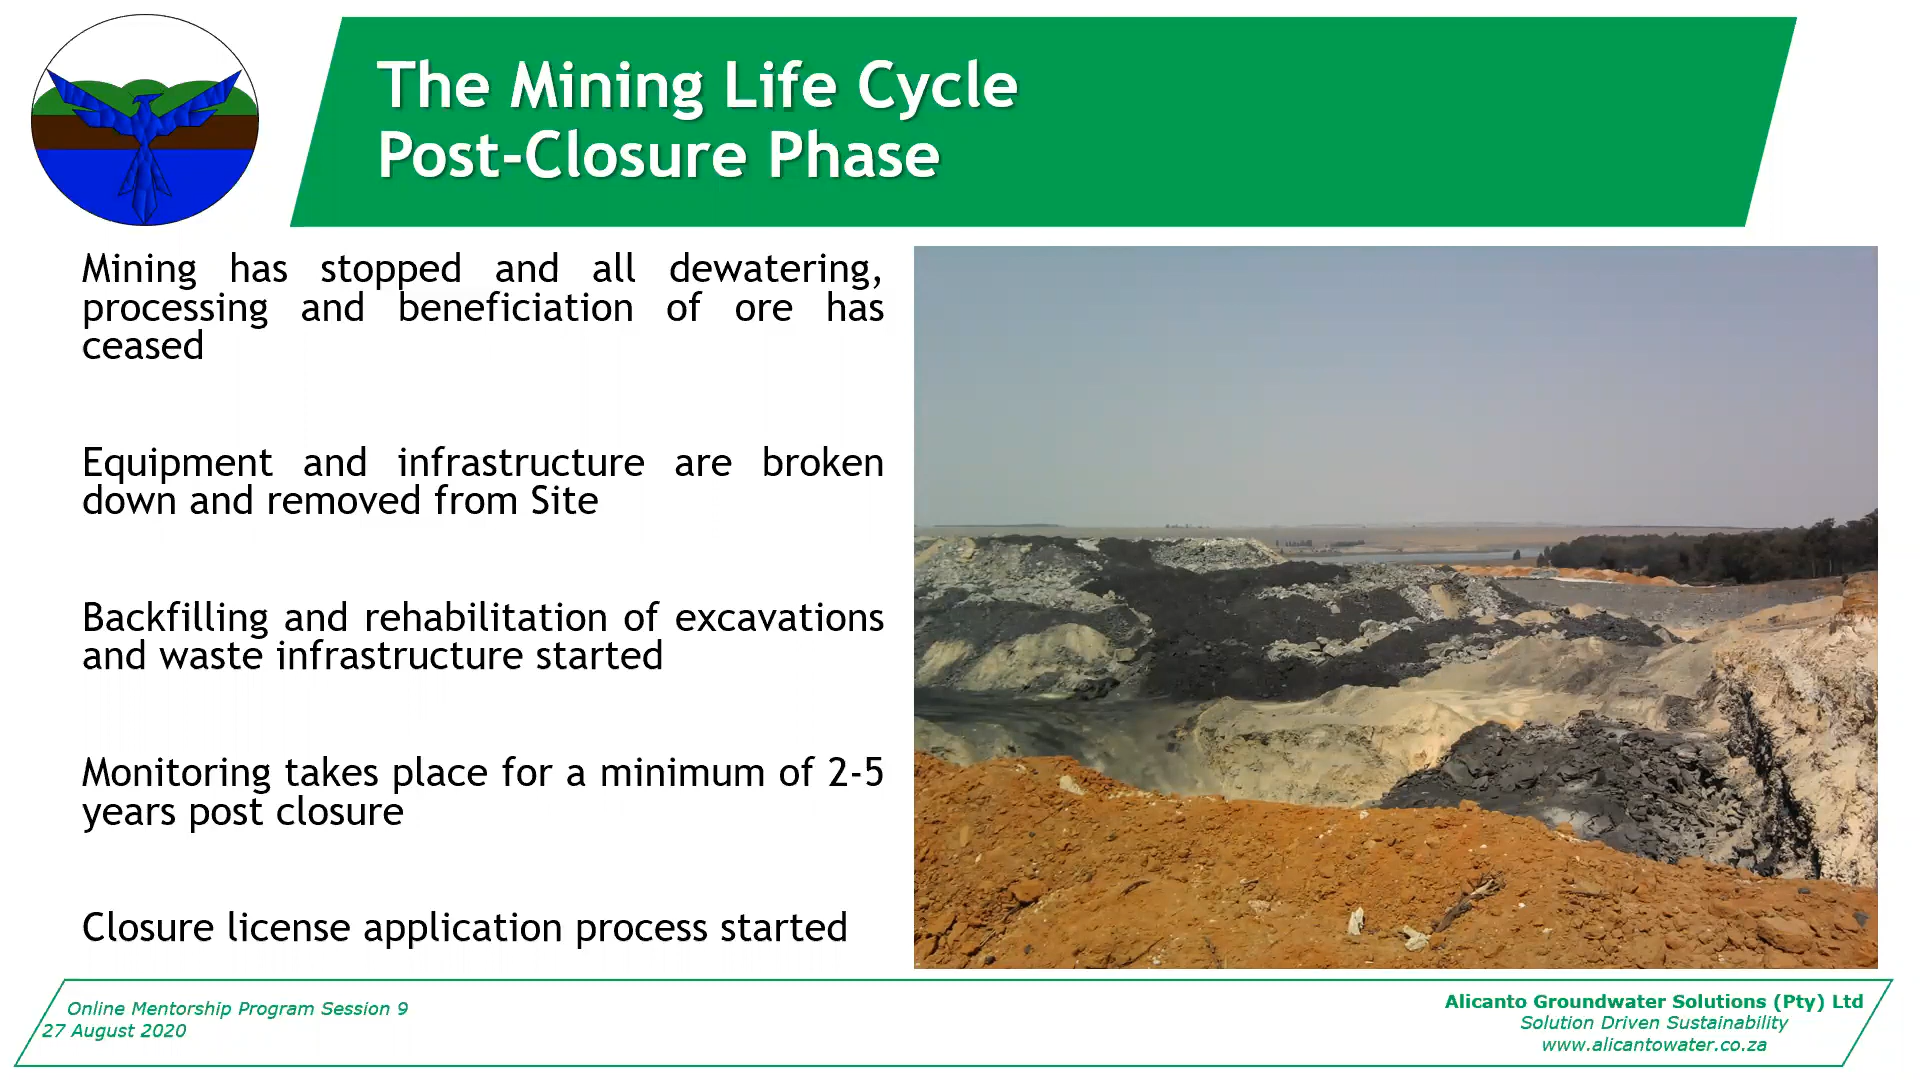 The Mining Life Cycle
Post-Closure Phase
Mining has stopped and all dewatering,
processing and beneficiation of ore has
ceased
Equipment and infrastructure are broken
down and removed from Site
Backfilling and rehabilitation of excavations
and waste infrastructure started
Monitoring takes place for a minimum of 2-5
years post closure
Closure license application process started
Online Mentorship Program Session 9
27 August 2020
Alicanto Groundwater Solutions (Pty) Ltd
Solution Driven Sustainability
www.alicantowater.co.za